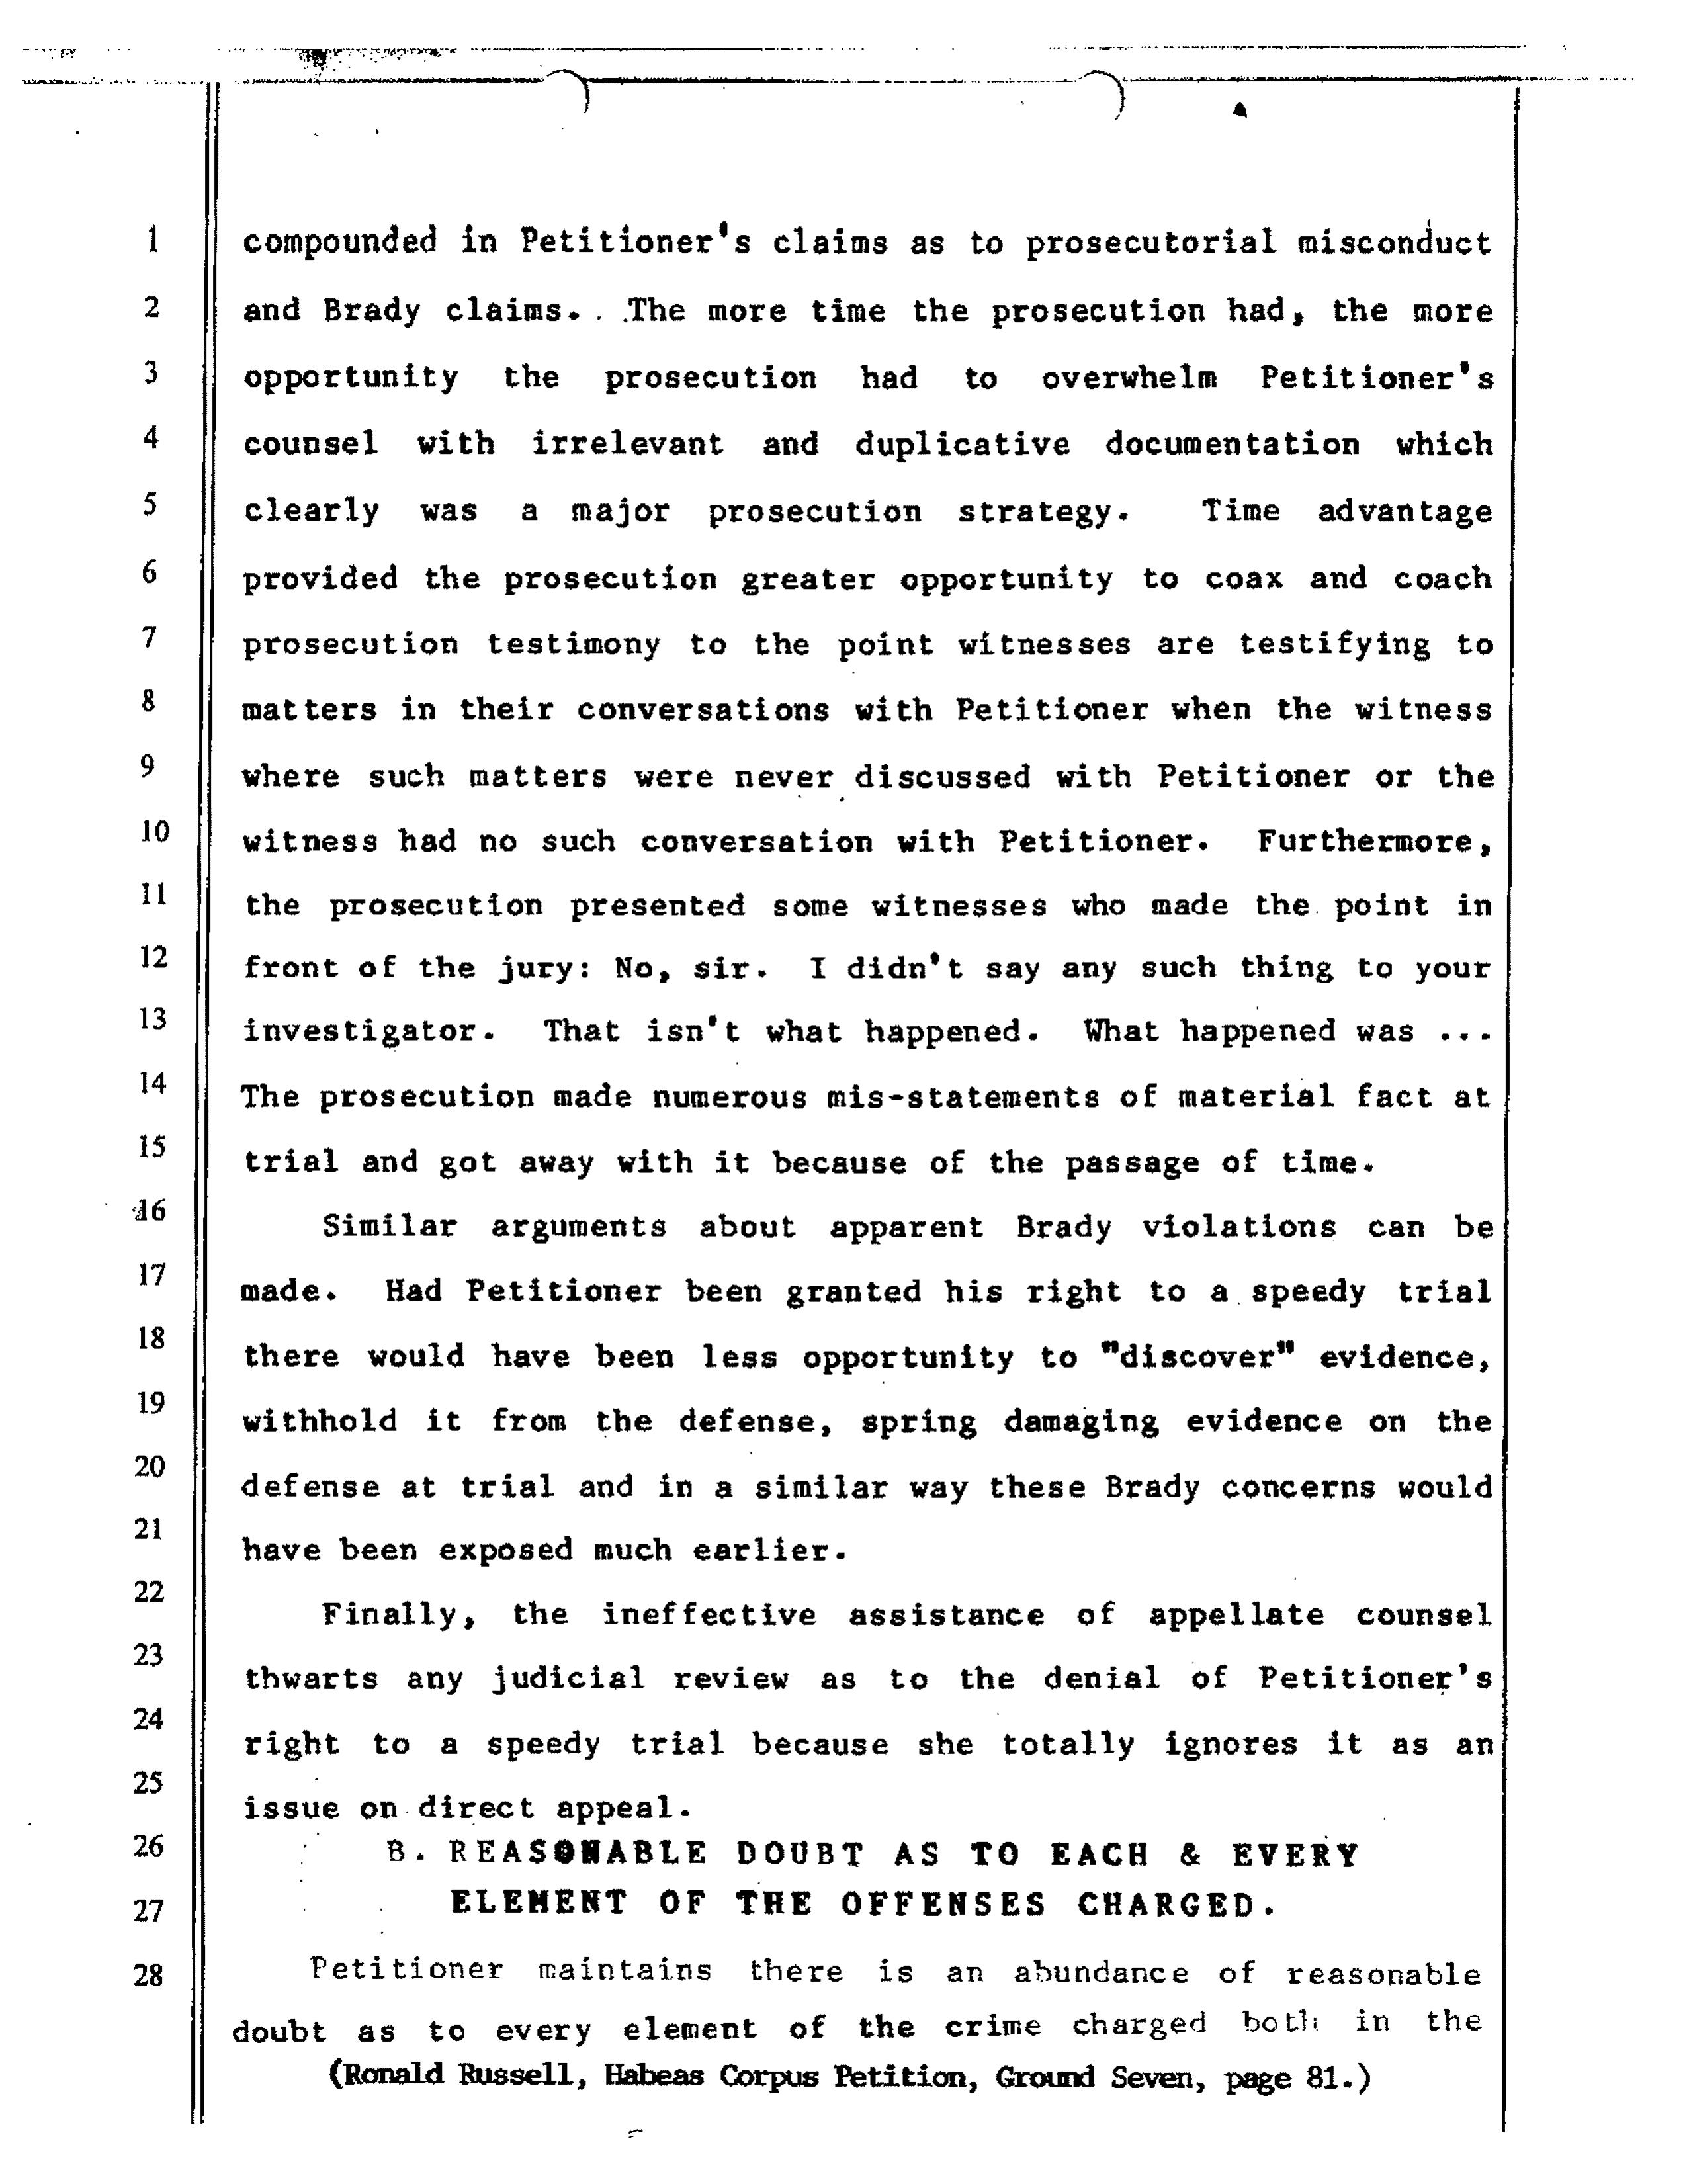 1 compounded in Petitioner's claims as to prosecutorial misconduct
2 and Brady claims. The more time the prosecution had, the more
3 opportunity the prosecution had to overwhelm Petitioner's
4 counsel with irrelevant and duplicative documentation which
5 clearly was a major prosecution strategy. Time advantage
6 provided the prosecution greater opportunity to coax and coach
7 prosecution testimony to the point witnesses are testifying to
8 matters in their conversations with Petitioner when the witness
9 where such matters were never discussed with Petitioner or the
10 witness had no such conversation with Petitioner. Furthermore,
11 the prosecution presented some witnesses who made the point in
12 front of the jury: No, sir. I didn't say any such thing to your
13 investigator. That isn't what happened. What happened was ...
14 The prosecution made numerous mis-statements of material fact at
15 trial and got away with it because of the passage of time.
16 Similar arguments about apparent Brady violations can be
17 made. Had Petitioner been granted his right to a speedy trial
18 there would have been less opportunity to "discover" evidence,
19 withhold it from the defense, spring damaging evidence on the
20 defense at trial and in a similar way these Brady concerns would
21 have been exposed much earlier.
22 Finally, the ineffective assistance of appellate counsel
23 thwarts any judicial review as to the denial of Petitioner's
24 right to a speedy trial because she totally ignores it as an
25 issue on direct appeal.
26 B. REASONABLE DOUBT AS TO EACH & EVERY
27 ELEMENT OF THE OFFENSES CHARGED.
28 Petitioner maintains there is an abundance of reasonable
doubt as to every element of the crime charged both in the
(Ronald Russell, Habeas Corpus Petition, Ground Seven, page 81.)